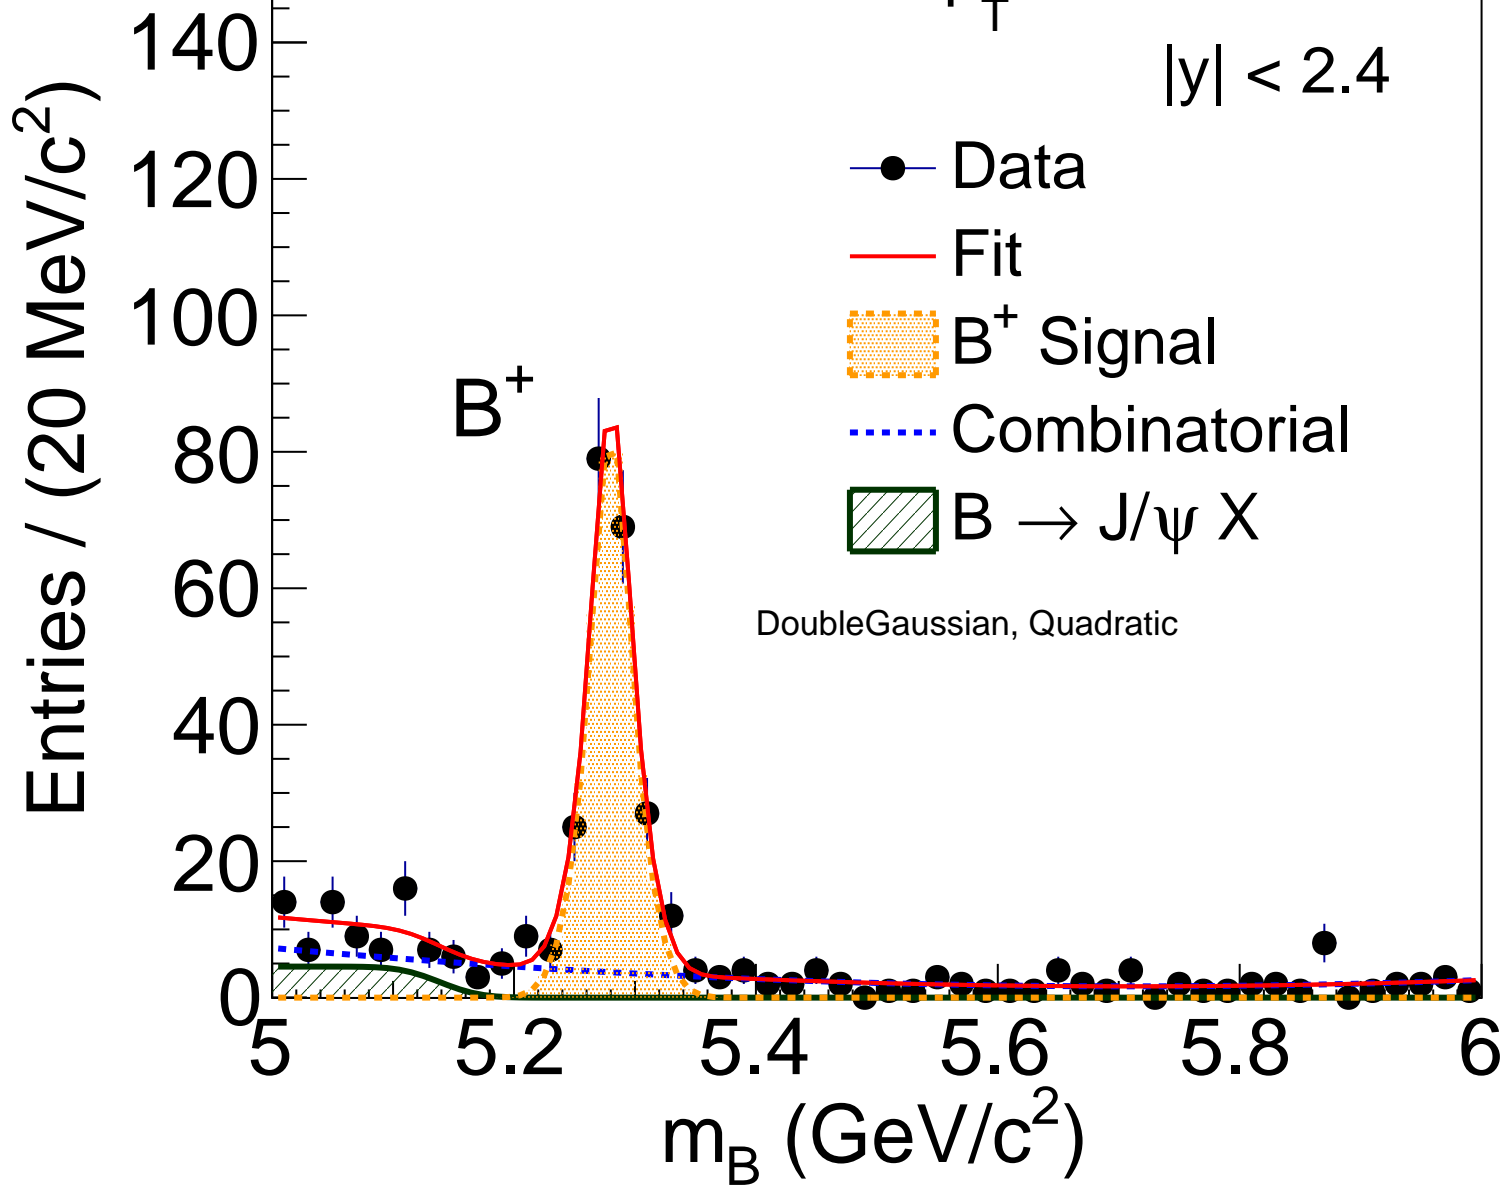 |y| < 2.4
Data
Fit
B⁺ Signal
Combinatorial
B → J/ψ X
DoubleGaussian, Quadratic
B⁺
Entries / (20 MeV/c²)
140
120
100
80
60
40
20
0
5 5.2 5.4 5.6 5.8 6
m_B (GeV/c²)